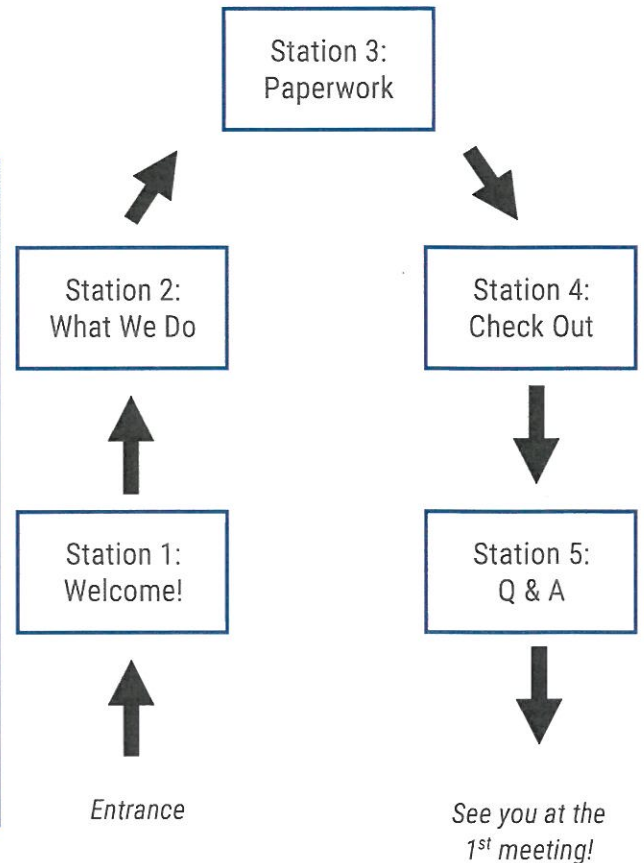 Station 3:
Paperwork
Station 2:
What We Do
Station 4:
Check Out
Station 1:
Welcome!
Station 5:
Q & A
Entrance
See you at the
1st meeting!